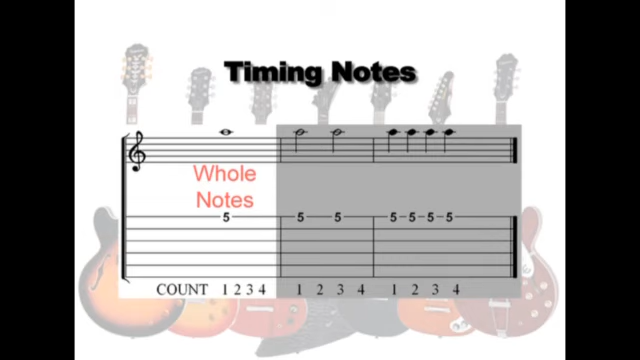 Timing Notes
Whole
Notes
5 5 5 5 5 5 5
COUNT 1 2 3 4 1 2 3 4 1 2 3 4